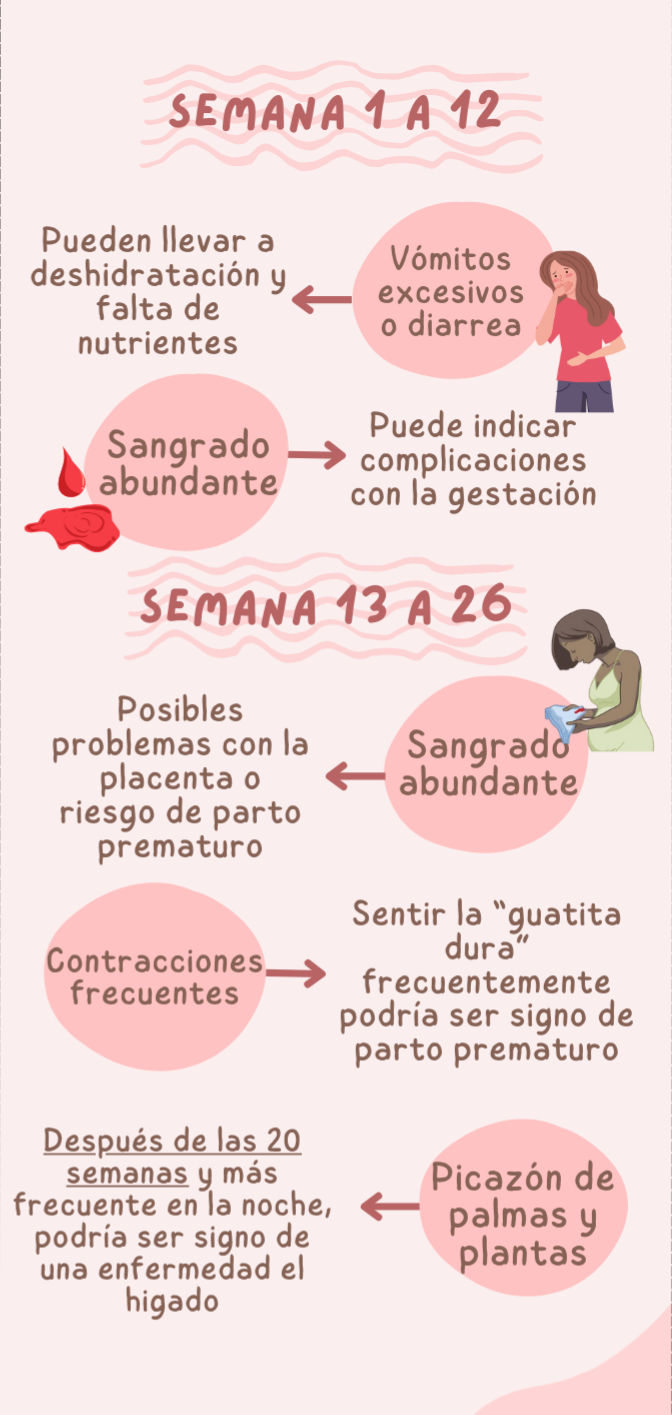 SEMANA 1 A 12
Vómitos
excesivos
o diarrea
Pueden llevar a
deshidratación y
falta de
nutrientes
Sangrado
abundante
Puede indicar
complicaciones
con la gestación
SEMANA 13 A 26
Sangrado
abundante
Posibles
problemas con la
placenta o
riesgo de parto
prematuro
Contracciones
frecuentes
Sentir la “guatita
dura”
frecuentemente
podría ser signo de
parto prematuro
Picazón de
palmas y
plantas
Después de las 20
semanas y más
frecuente en la noche,
podría ser signo de
una enfermedad el
higado